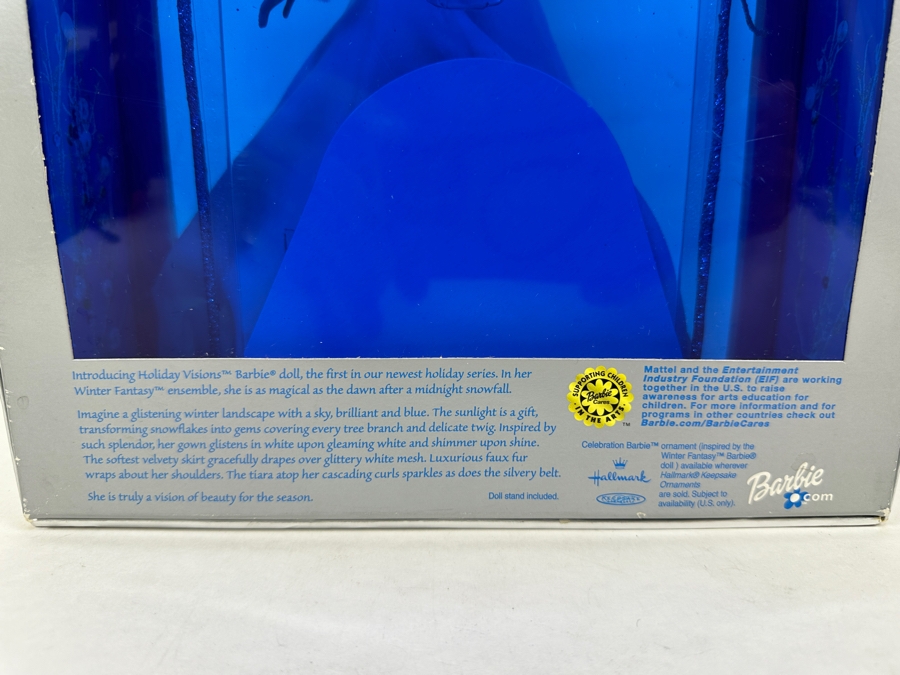 Introducing Holiday Visions™ Barbie® doll, the first in our newest holiday series. In her
Winter Fantasy™ ensemble, she is as magical as the dawn after a midnight snowfall.
Imagine a glistening winter landscape with a sky, brilliant and blue. The sunlight is a gift,
transforming snowflakes into gems covering every tree branch and delicate twig. Inspired by
such splendor, her gown glistens in white upon gleaming white and shimmer upon shine.
The softest velvety skirt gracefully drapes over glittery white mesh. Luxurious faux fur
wraps about her shoulders. The tiara atop her cascading curls sparkles as does the silvery belt.
She is truly a vision of beauty for the season.
Doll stand included.
SUPPORTING CHILDREN
Barbie
Cares
IN THE ARTS
™
Mattel and the Entertainment
Industry Foundation (EIF) are working
together in the U.S. to raise
awareness for arts education for
children. For more information and for
programs in other countries check out
Barbie.com/BarbieCares
Celebration Barbie™ ornament (inspired by the
Winter Fantasy™ Barbie®
doll ) available wherever
Hallmark® Keepsake
Ornaments
are sold. Subject to
availability (U.S. only).
Hallmark
KEEPSAKE
Barbie
.com